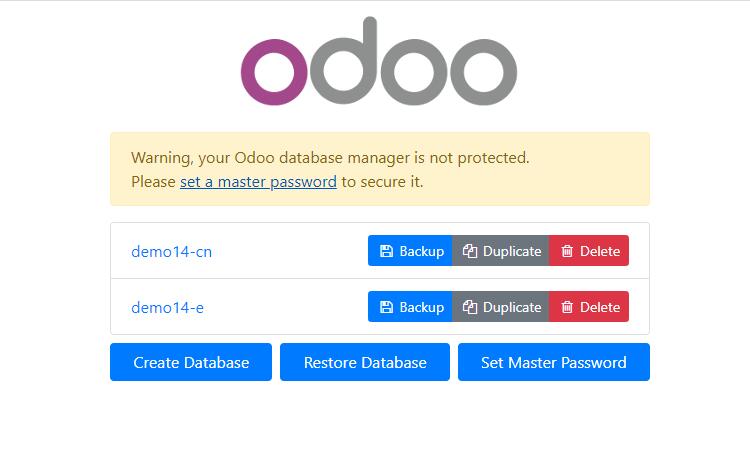 odoo
Warning, your Odoo database manager is not protected.
Please set a master password to secure it.
demo14-cn Backup Duplicate Delete
demo14-e Backup Duplicate Delete
Create Database Restore Database Set Master Password